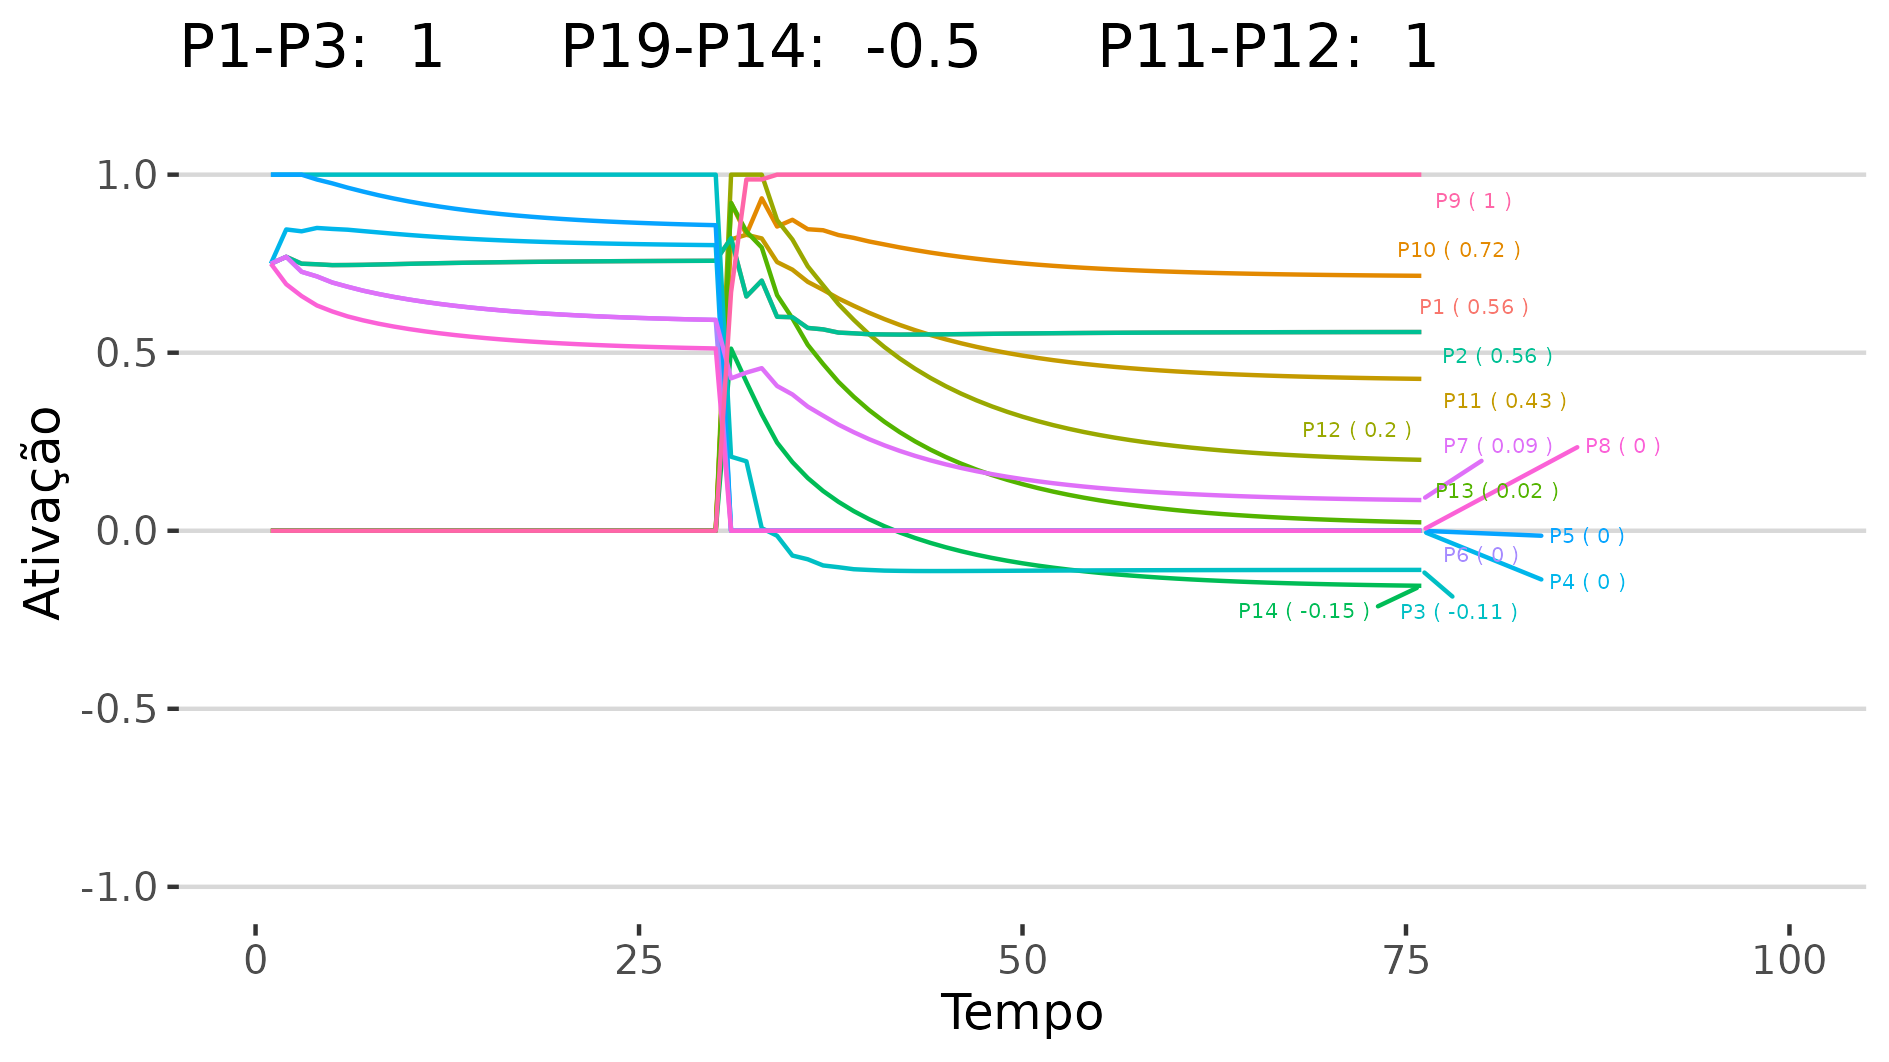 P1-P3:  1    P19-P14:  -0.5    P11-P12:  1
1.0
0.5
0.0
-0.5
-1.0
Ativação
P9 ( 1 )
P10 ( 0.72 )
P1 ( 0.56 )
P2 ( 0.56 )
P11 ( 0.43 )
P12 ( 0.2 )
P7 ( 0.09 ) P8 ( 0 )
P13 ( 0.02 )
P5 ( 0 )
P6 ( 0 )
P4 ( 0 )
P14 ( -0.15 ) P3 ( -0.11 )
0 25 50 75 100
Tempo